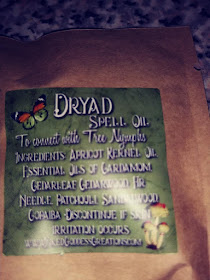 Dryad
Spell Oil
To connect with Tree Nymphs
Ingredients: Apricot Kernel Oil
Essential Oils of Cardamom
Cedarleaf Cedarwood Fir
Needle, Patchouli, Sandalwood
Copaiba -Discontinue if skin
irritation occurs